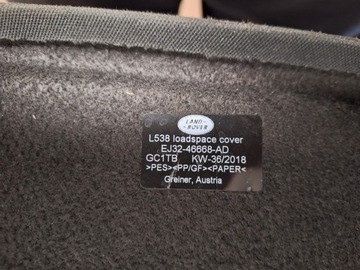 LAND-
ROVER
L538 loadspace cover
EJ32-46668-AD
GC1TB KW-36/2018
>PES<>PP/GF><PAPER<
Greiner, Austria